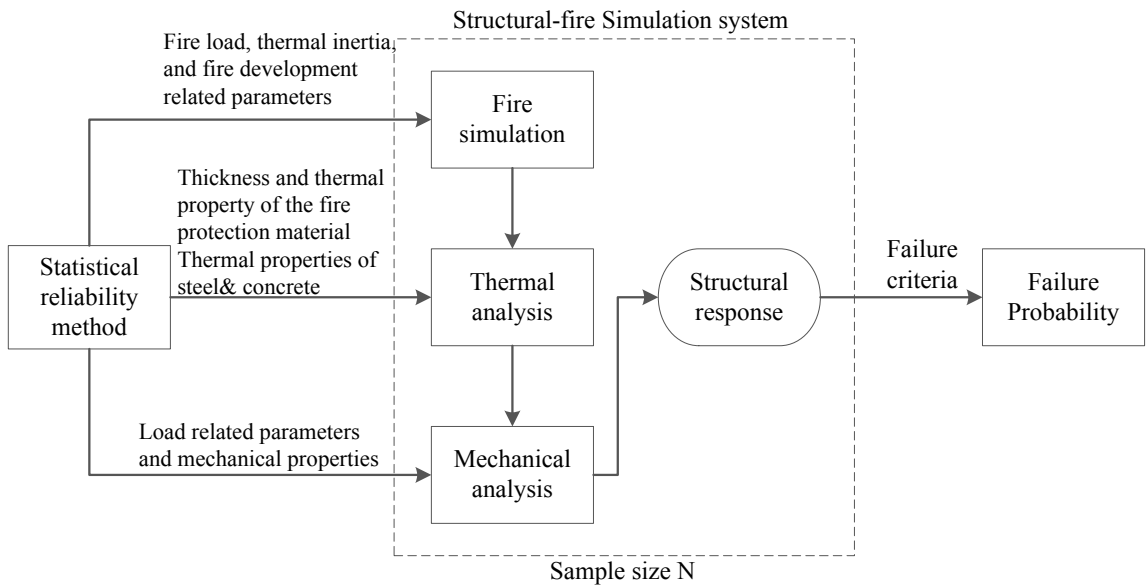 Structural-fire Simulation system
Fire load, thermal inertia,
and fire development
related parameters
Fire
simulation
Thickness and thermal
property of the fire
protection material
Thermal properties of
steel& concrete
Statistical
reliability
method
Thermal
analysis
Structural
response
Failure
criteria
Failure
Probability
Load related parameters
and mechanical properties
Mechanical
analysis
Sample size N